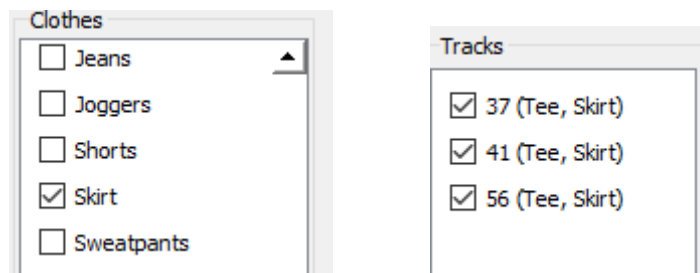 Clothes
Jeans
Joggers
Shorts
Skirt
Sweatpants
Tracks
37 (Tee, Skirt)
41 (Tee, Skirt)
56 (Tee, Skirt)